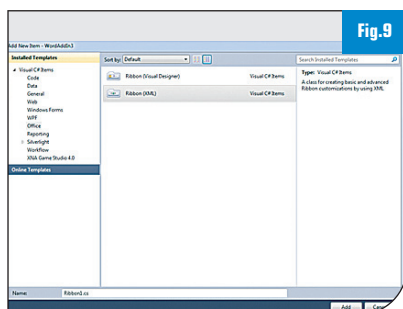 Fig.9
Add New Item - WordAddIn3
Installed Templates
Visual C# Items
Code
Data
General
Web
Windows Forms
WPF
Office
Reporting
Silverlight
Workflow
XNA Game Studio 4.0
Online Templates
Sort by: Default
Ribbon (Visual Designer) Visual C# Items
Ribbon (XML) Visual C# Items
Search Installed Templates
Type: Visual C# Items
A class for creating basic and advanced
Ribbon customizations by using XML.
Name: Ribbon1.cs
Add